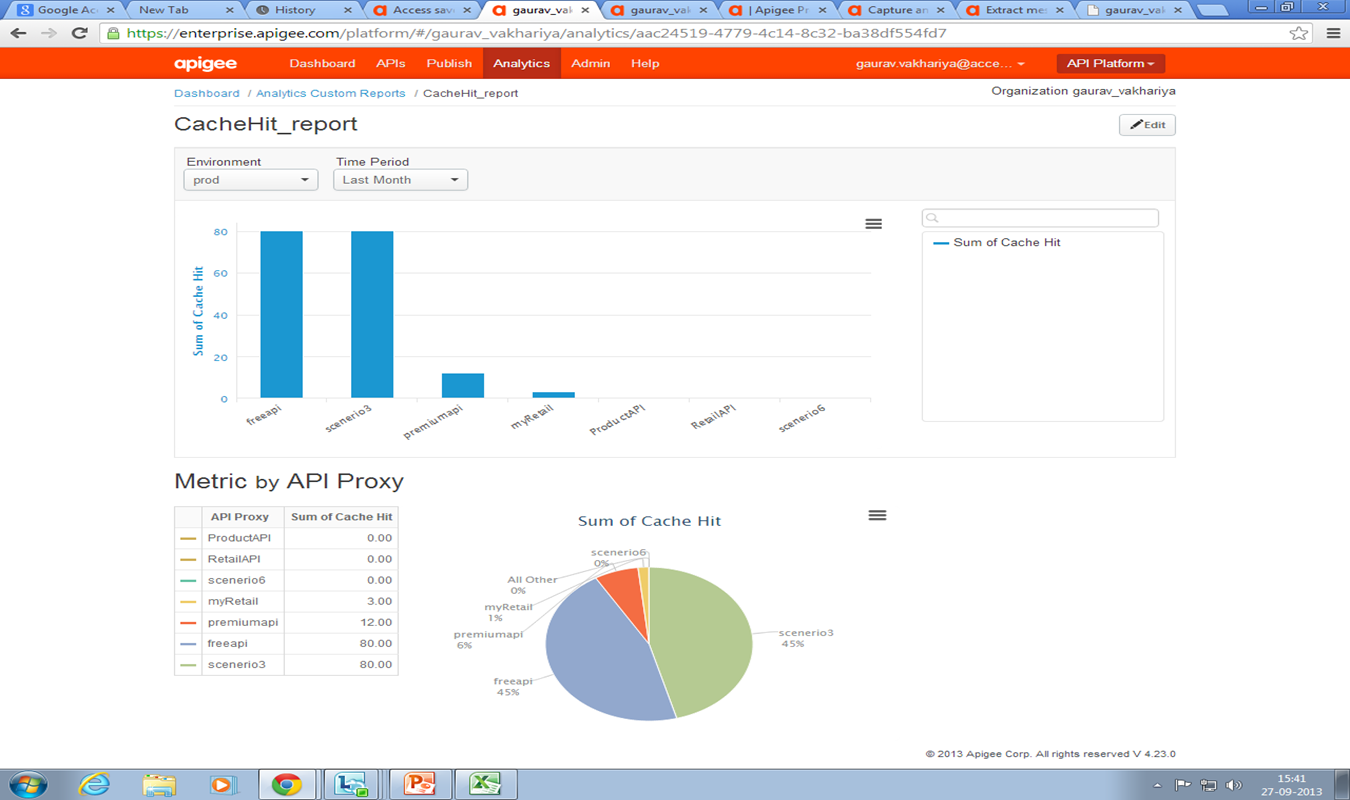 Google Acc
New Tab
History
Access save
gaurav_vak
gaurav_vak
| Apigee Pr
Capture an
Extract mes
gaurav_vak
https://enterprise.apigee.com/platform/#/gaurav_vakhariya/analytics/aac24519-4779-4c14-8c32-ba38df554fd7
apigee Dashboard APIs Publish Analytics Admin Help gaurav.vakhariya@acce... API Platform
Dashboard / Analytics Custom Reports / CacheHit_report
Organization gaurav_vakhariya
CacheHit_report
Edit
Environment
Time Period
prod
Last Month
Sum of Cache Hit
80
60
40
20
0
freeapi
scenerio3
premiumapi
myRetail
ProductAPI
RetailAPI
scenerio6
Sum of Cache Hit
Metric by API Proxy
API Proxy Sum of Cache Hit
ProductAPI 0.00
RetailAPI 0.00
scenerio6 0.00
myRetail 3.00
premiumapi 12.00
freeapi 80.00
scenerio3 80.00
Sum of Cache Hit
scenerio6
0%
All Other
0%
myRetail
1%
premiumapi
6%
freeapi
45%
scenerio3
45%
© 2013 Apigee Corp. All rights reserved V 4.23.0
15:41
27-09-2013